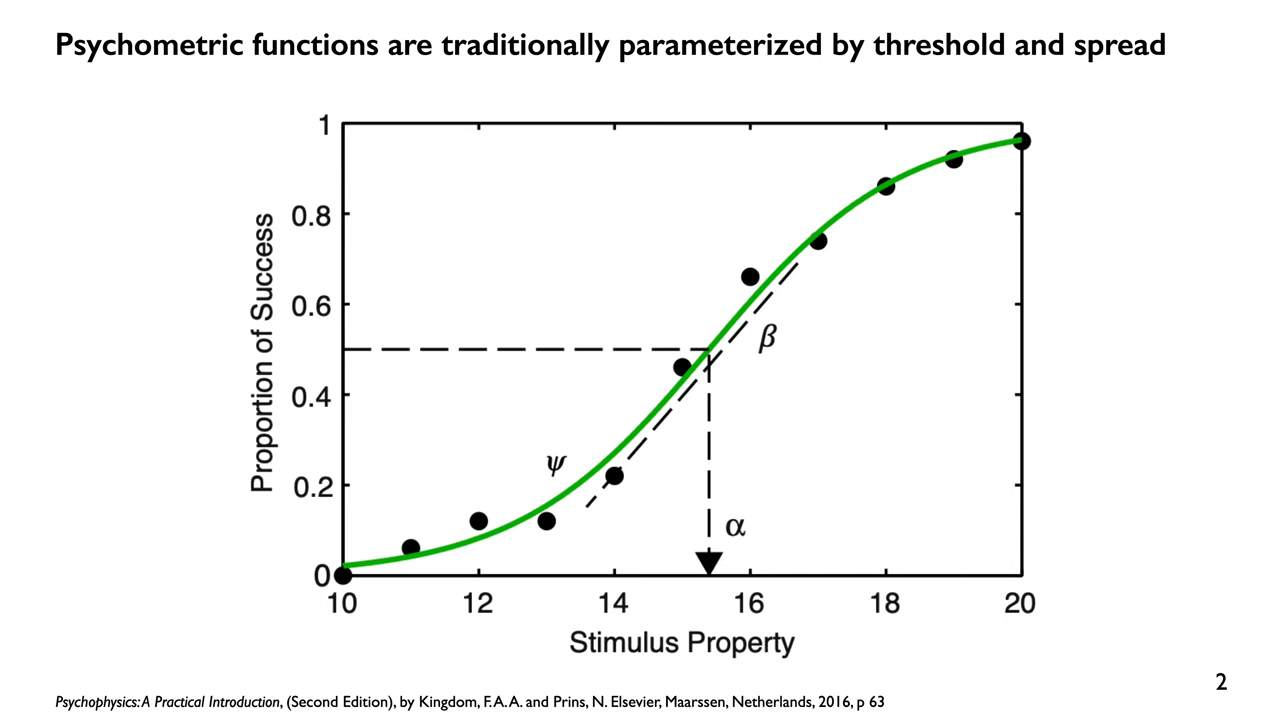 Psychometric functions are traditionally parameterized by threshold and spread
1
0.8
0.6
0.4
0.2
0
Proportion of Success
ψ
β
α
10 12 14 16 18 20
Stimulus Property
2
Psychophysics: A Practical Introduction, (Second Edition), by Kingdom, F. A. A. and Prins, N. Elsevier, Maarssen, Netherlands, 2016, p 63